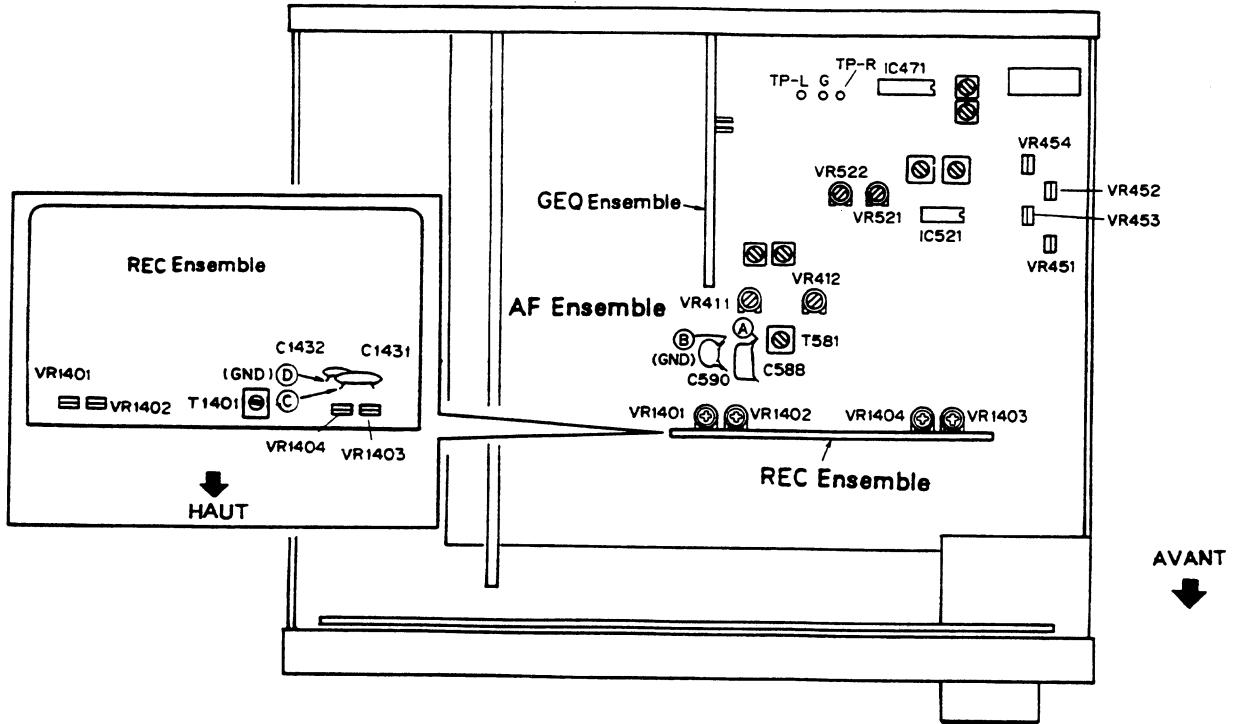 TP-L G TP-R IC471
VR454
VR522
VR452
GEQ Ensemble
VR521
VR453
IC521
VR451
REC Ensemble
VR412
AF Ensemble
VR411
A
B
T581
(GND)
C588
C590
C1432 C1431
VR1401
(GND) D
VR1402
T1401 C
VR1404
VR1403
VR1401 VR1402 VR1404 VR1403
REC Ensemble
HAUT
AVANT